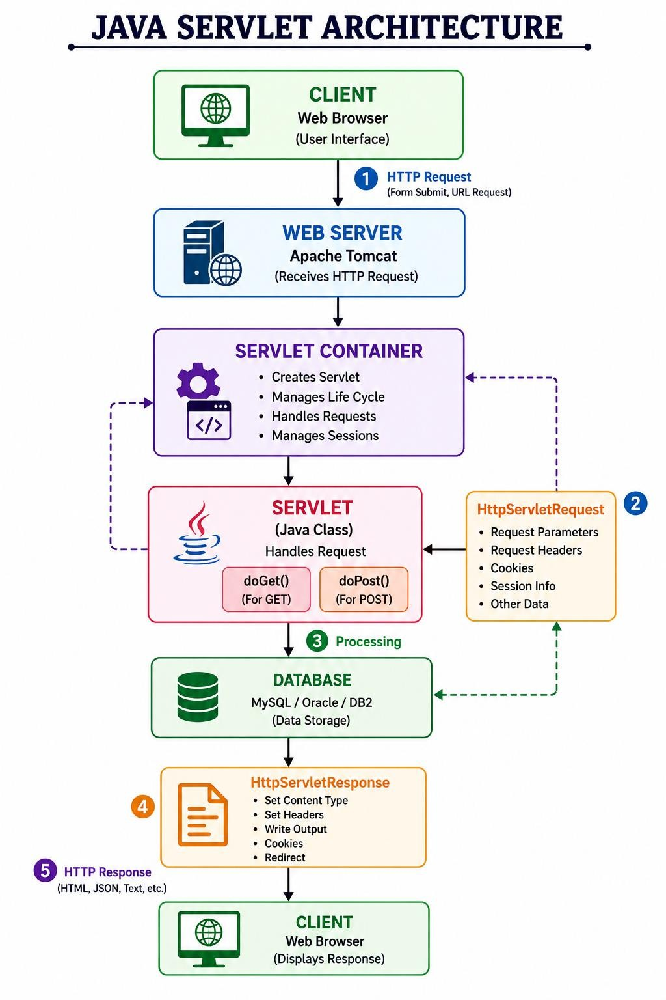 JAVA SERVLET ARCHITECTURE
CLIENT
Web Browser
(User Interface)
1 HTTP Request
(Form Submit, URL Request)
WEB SERVER
Apache Tomcat
(Receives HTTP Request)
SERVLET CONTAINER
• Creates Servlet
• Manages Life Cycle
• Handles Requests
• Manages Sessions
</>
SERVLET
(Java Class)
Handles Request
doGet()
(For GET)
doPost()
(For POST)
2
HttpServletRequest
• Request Parameters
• Request Headers
• Cookies
• Session Info
• Other Data
3 Processing
DATABASE
MySQL / Oracle / DB2
(Data Storage)
4
HttpServletResponse
• Set Content Type
• Set Headers
• Write Output
• Cookies
• Redirect
5 HTTP Response
(HTML, JSON, Text, etc.)
CLIENT
Web Browser
(Displays Response)